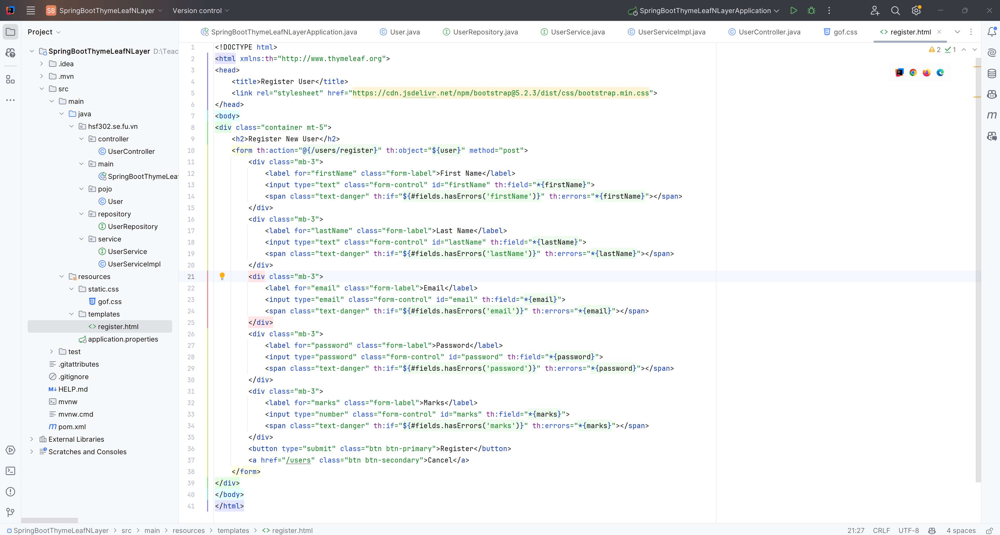 SB SpringBootThymeLeafNLayer Version control SpringBootThymeLeafNLayerApplication
Project
SpringBootThymeLeafNLayer D:\Teac
.idea
.mvn
src
main
java
hsf302.se.fu.vn
controller
UserController
main
SpringBootThymeLeaf
pojo
User
repository
UserRepository
service
UserService
UserServiceImpl
resources
static.css
gof.css
templates
register.html
application.properties
test
.gitattributes
.gitignore
HELP.md
mvnw
mvnw.cmd
pom.xml
External Libraries
Scratches and Consoles
SpringBootThymeLeafNLayerApplication.java User.java UserRepository.java UserService.java UserServiceImpl.java UserController.java gof.css register.html
2 1
1 <!DOCTYPE html>
2 <html xmlns:th="http://www.thymeleaf.org">
3 <head>
4     <title>Register User</title>
5     <link rel="stylesheet" href="https://cdn.jsdelivr.net/npm/bootstrap@5.2.3/dist/css/bootstrap.min.css">
6 </head>
7 <body>
8 <div class="container mt-5">
9     <h2>Register New User</h2>
10     <form th:action="@{/users/register}" th:object="${user}" method="post">
11         <div class="mb-3">
12             <label for="firstName" class="form-label">First Name</label>
13             <input type="text" class="form-control" id="firstName" th:field="*{firstName}">
14             <span class="text-danger" th:if="${#fields.hasErrors('firstName')}" th:errors="*{firstName}"></span>
15         </div>
16         <div class="mb-3">
17             <label for="lastName" class="form-label">Last Name</label>
18             <input type="text" class="form-control" id="lastName" th:field="*{lastName}">
19             <span class="text-danger" th:if="${#fields.hasErrors('lastName')}" th:errors="*{lastName}"></span>
20         </div>
21         <div class="mb-3">
22             <label for="email" class="form-label">Email</label>
23             <input type="email" class="form-control" id="email" th:field="*{email}">
24             <span class="text-danger" th:if="${#fields.hasErrors('email')}" th:errors="*{email}"></span>
25         </div>
26         <div class="mb-3">
27             <label for="password" class="form-label">Password</label>
28             <input type="password" class="form-control" id="password" th:field="*{password}">
29             <span class="text-danger" th:if="${#fields.hasErrors('password')}" th:errors="*{password}"></span>
30         </div>
31         <div class="mb-3">
32             <label for="marks" class="form-label">Marks</label>
33             <input type="number" class="form-control" id="marks" th:field="*{marks}">
34             <span class="text-danger" th:if="${#fields.hasErrors('marks')}" th:errors="*{marks}"></span>
35         </div>
36         <button type="submit" class="btn btn-primary">Register</button>
37         <a href="/users" class="btn btn-secondary">Cancel</a>
38     </form>
39 </div>
40 </body>
41 </html>
SpringBootThymeLeafNLayer > src > main > resources > templates > <> register.html 21:27 CRLF UTF-8 4 spaces